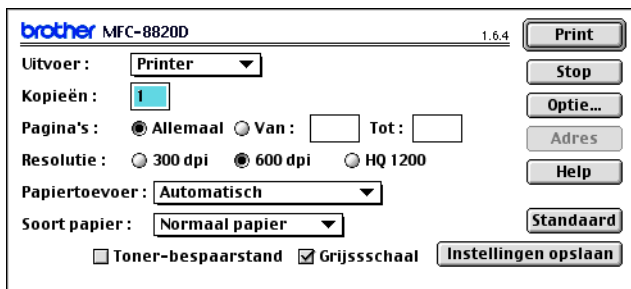 brother MFC-8820D 1.6.4 Print
Uitvoer : Printer Stop
Kopieën : 1 Optie...
Pagina's : Allemaal Van : Tot : Adres
Resolutie : 300 dpi 600 dpi HQ 1200 Help
Papiertoevoer : Automatisch
Soort papier : Normaal papier Standaard
Toner-bespaarstand Grijssschaal Instellingen opslaan